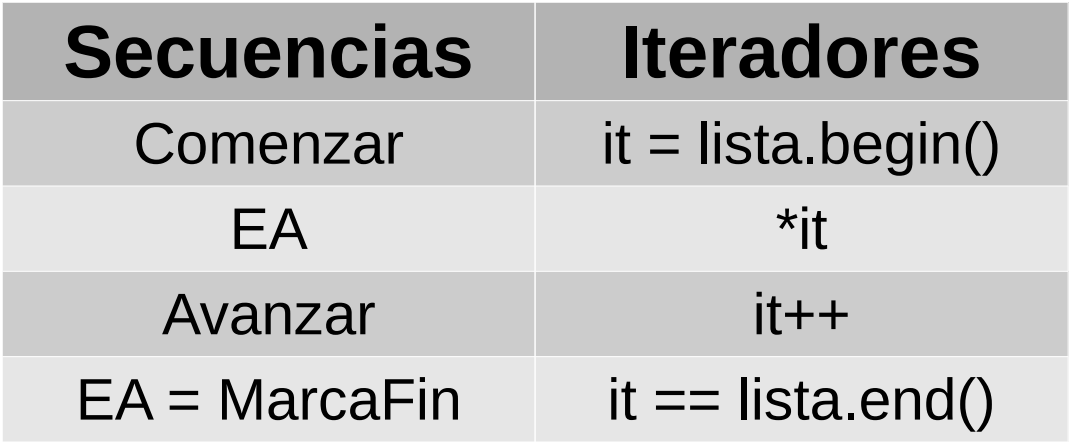 Secuencias Iteradores
Comenzar it = lista.begin()
EA *it
Avanzar it++
EA = MarcaFin it == lista.end()